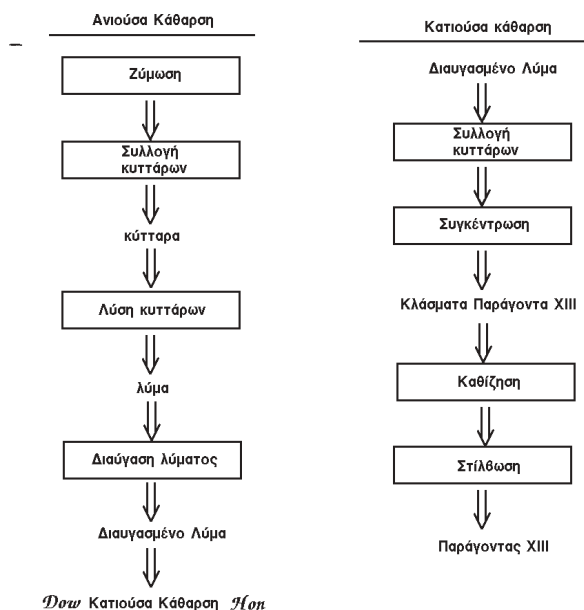 Ανιούσα Κάθαρση
Ζύμωση
Συλλογή
κυττάρων
κύτταρα
Λύση κυττάρων
λύμα
Διαύγαση λύματος
Διαυγασμένο Λύμα
Dow Κατιούσα Κάθαρση Hon
Κατιούσα κάθαρση
Διαυγασμένο Λύμα
Συλλογή
κυττάρων
Συγκέντρωση
Κλάσματα Παράγοντα XIII
Καθίζηση
Στίλβωση
Παράγοντας XIII